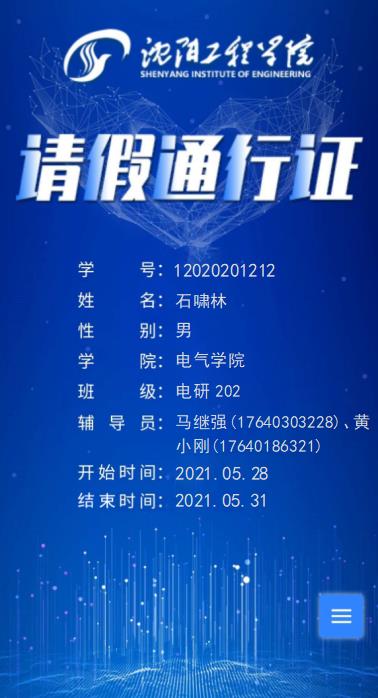 沈阳工程学院
SHENYANG INSTITUTE OF ENGINEERING
请假通行证
学号：12020201212
姓名：石啸林
性别：男
学院：电气学院
班级：电研202
辅导员：马继强(17640303228)、黄
小刚(17640186321)
开始时间：2021.05.28
结束时间：2021.05.31